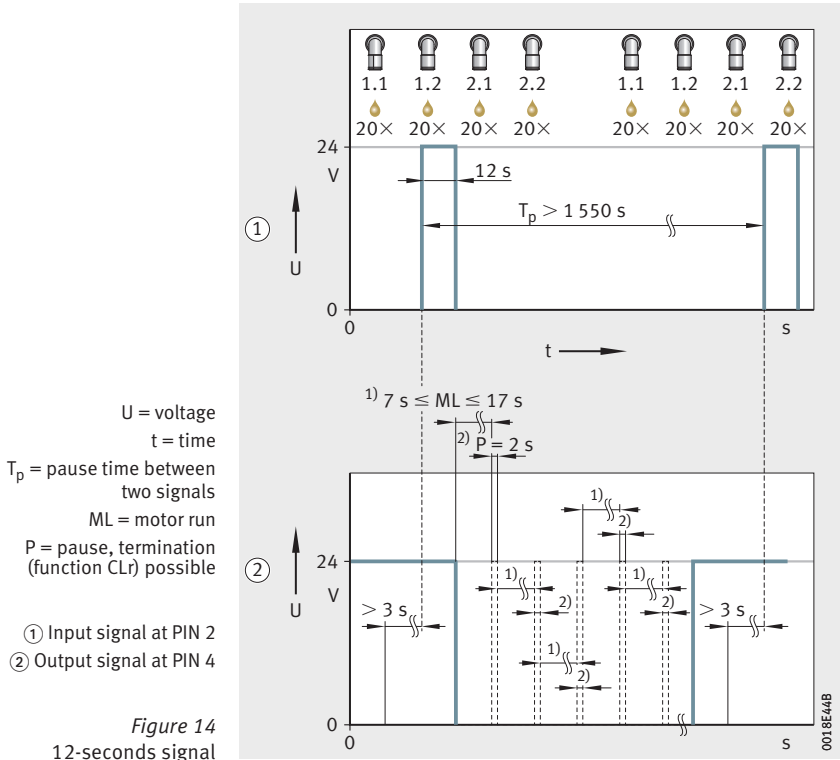 1.1 1.2 2.1 2.2 1.1 1.2 2.1 2.2
20× 20× 20× 20× 20× 20× 20× 20×
24
V
12 s
Tp > 1 550 s
①
U
0
0
s
t
1) 7 s ≤ ML ≤ 17 s
2) P = 2 s
U = voltage
t = time
Tp = pause time between
two signals
ML = motor run
P = pause, termination
(function CLr) possible
① Input signal at PIN 2
② Output signal at PIN 4
Figure 14
12-seconds signal
②
24
V
U
1)
2)
1)
1)
2)
2)
> 3 s
> 3 s
1)
2)
0
0
s
0018E44B